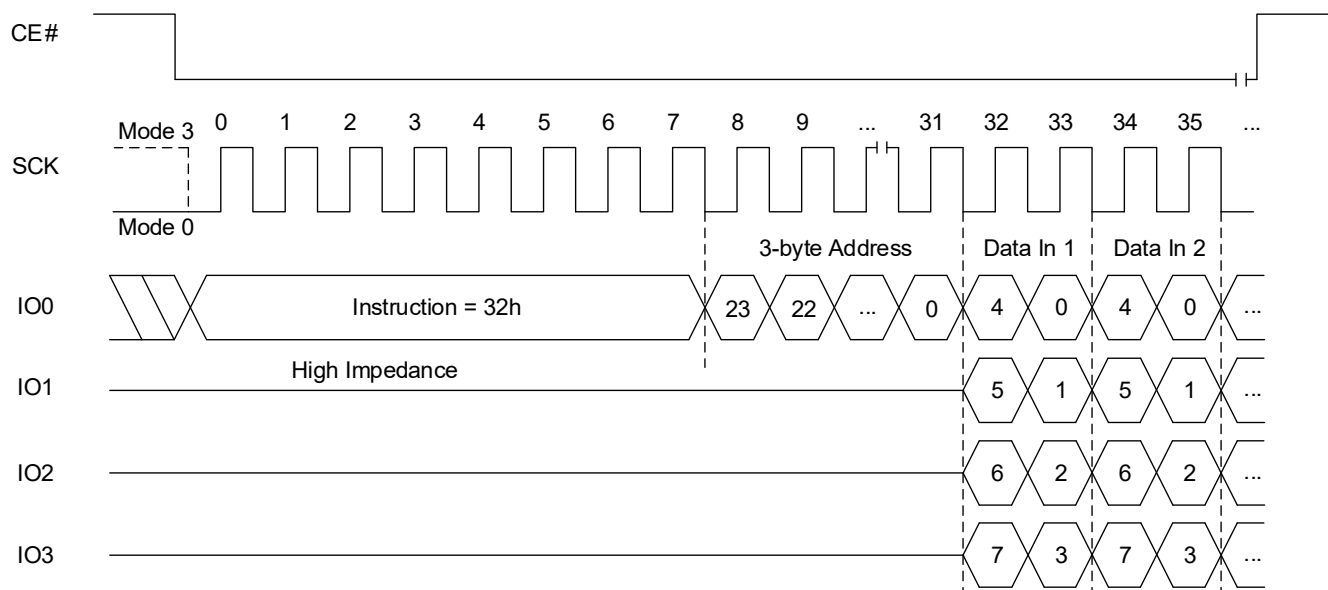 CE#
Mode 3 0 1 2 3 4 5 6 7 8 9 ... 31 32 33 34 35 ...
SCK
Mode 0
3-byte Address Data In 1 Data In 2
IO0 Instruction = 32h 23 22 ... 0 4 0 4 0 ...
High Impedance
IO1 5 1 5 1 ...
IO2 6 2 6 2 ...
IO3 7 3 7 3 ...